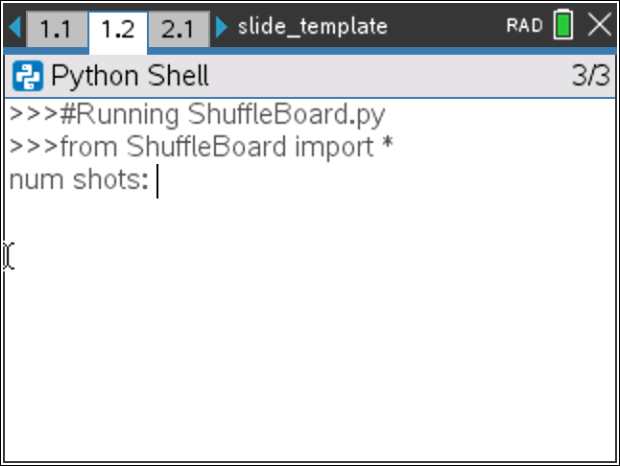 1.1 1.2 2.1 slide_template RAD
Python Shell 3/3
>>>#Running ShuffleBoard.py
>>>from ShuffleBoard import *
num shots: